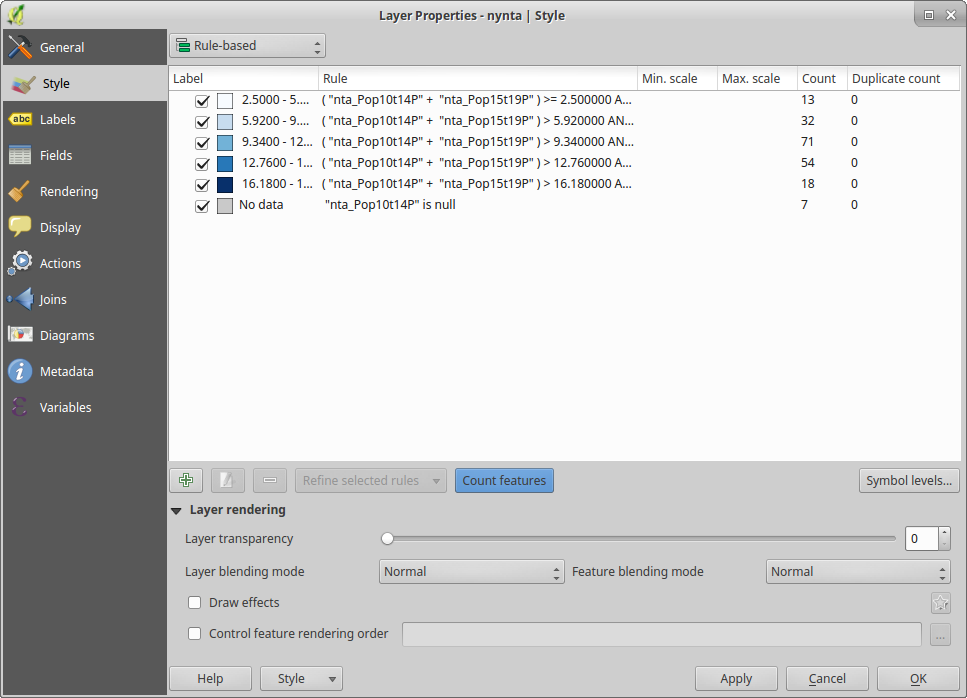 Layer Properties - nynta | Style
General
Style
Labels
Fields
Rendering
Display
Actions
Joins
Diagrams
Metadata
Variables
Rule-based
Label Rule Min. scale Max. scale Count Duplicate count
2.5000 - 5.... ( "nta_Pop10t14P" + "nta_Pop15t19P" ) >= 2.500000 A... 13 0
5.9200 - 9.... ( "nta_Pop10t14P" + "nta_Pop15t19P" ) > 5.920000 AN... 32 0
9.3400 - 12... ( "nta_Pop10t14P" + "nta_Pop15t19P" ) > 9.340000 AN... 71 0
12.7600 - 1... ( "nta_Pop10t14P" + "nta_Pop15t19P" ) > 12.760000 A... 54 0
16.1800 - 1... ( "nta_Pop10t14P" + "nta_Pop15t19P" ) > 16.180000 A... 18 0
No data "nta_Pop10t14P" is null 7 0
Refine selected rules Count features Symbol levels...
Layer rendering
Layer transparency 0
Layer blending mode Normal Feature blending mode Normal
Draw effects
Control feature rendering order ...
Help Style Apply Cancel OK